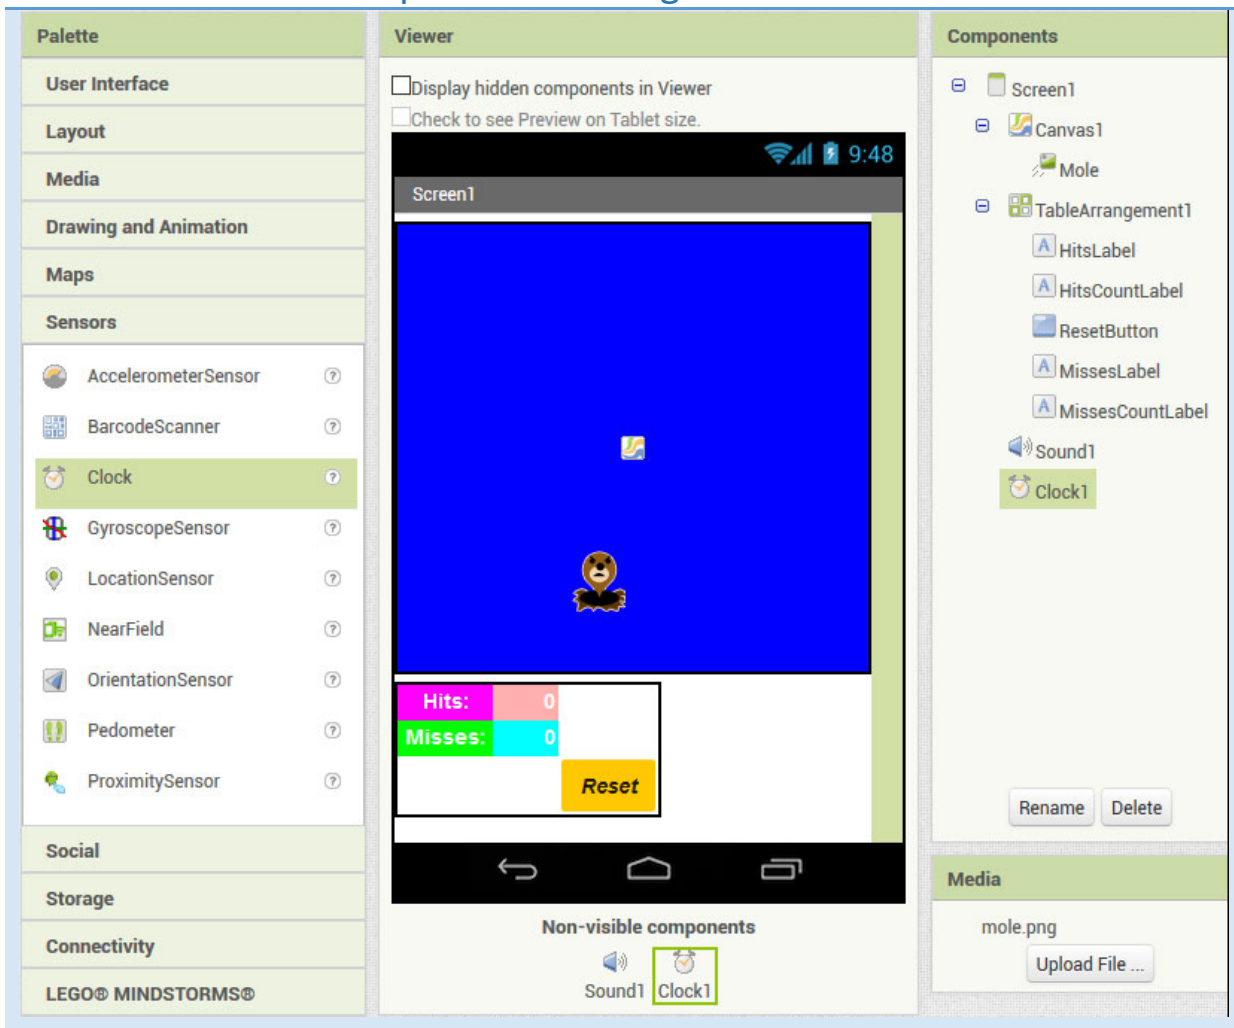 Palette
User Interface
Layout
Media
Drawing and Animation
Maps
Sensors
AccelerometerSensor
BarcodeScanner
Clock
GyroscopeSensor
LocationSensor
NearField
OrientationSensor
Pedometer
ProximitySensor
Social
Storage
Connectivity
LEGO® MINDSTORMS®
Viewer
Display hidden components in Viewer
Check to see Preview on Tablet size.
9:48
Screen1
Hits: 0
Misses: 0
Reset
Non-visible components
Sound1 Clock1
Components
Screen1
Canvas1
Mole
TableArrangement1
HitsLabel
HitsCountLabel
ResetButton
MissesLabel
MissesCountLabel
Sound1
Clock1
Rename Delete
Media
mole.png
Upload File ...